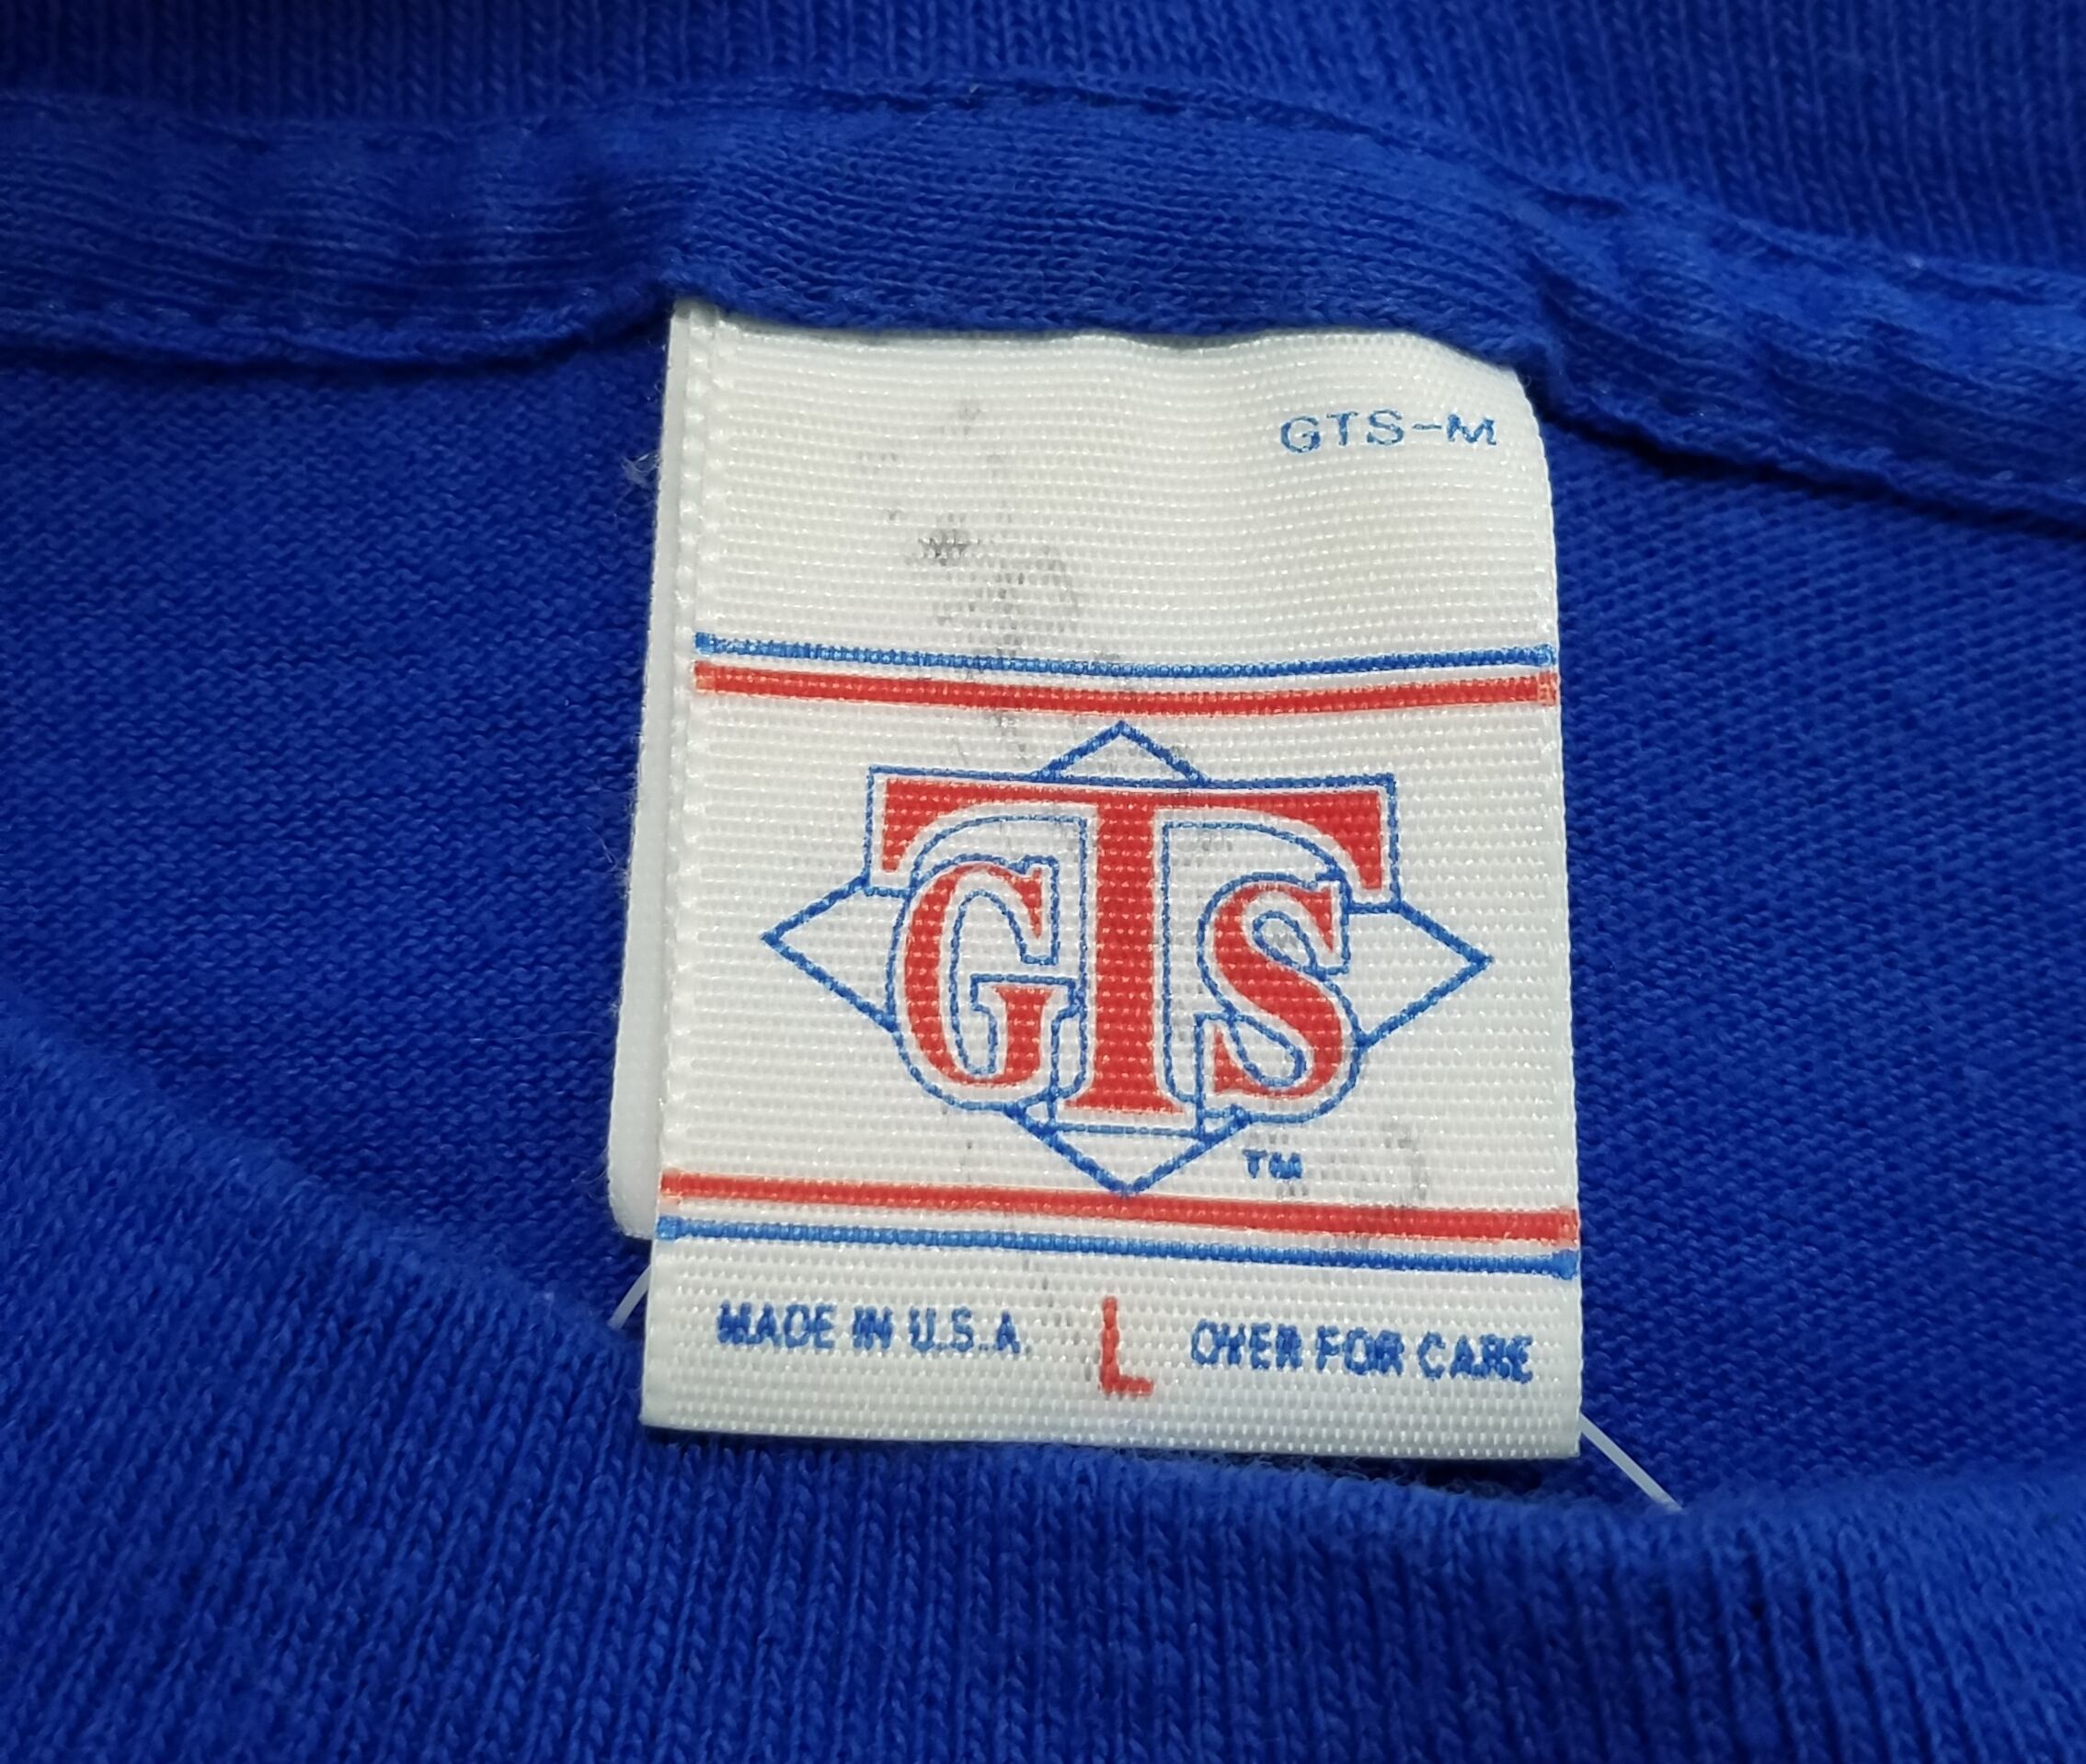 GTS-M
GTS
TM
MADE IN U.S.A. L OVER FOR CARE